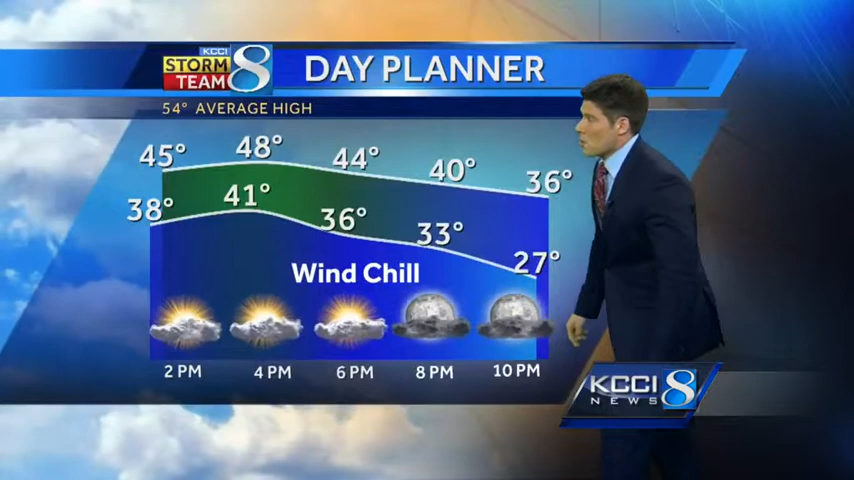 KCCI
STORM
TEAM 8
DAY PLANNER
54° AVERAGE HIGH
45° 48° 44° 40° 36°
38° 41° 36° 33° 27°
Wind Chill
2 PM 4 PM 6 PM 8 PM 10 PM
KCCI 8
NEWS